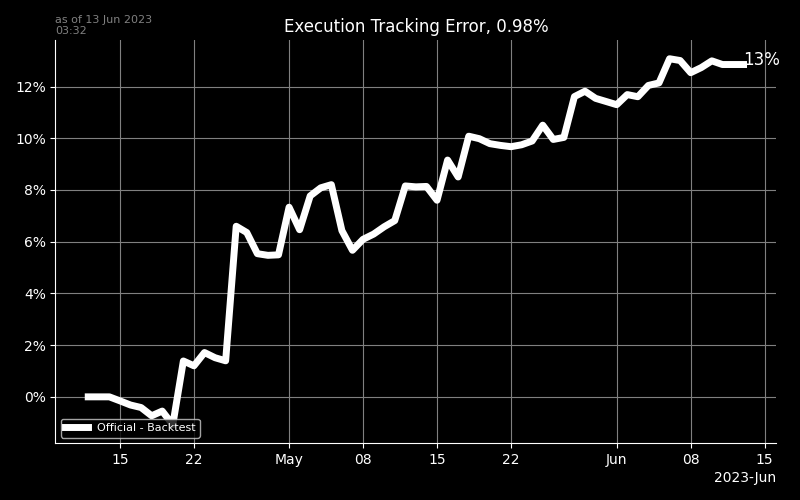 as of 13 Jun 2023
03:32
Execution Tracking Error, 0.98%
13%
12%
10%
8%
6%
4%
2%
0%
Official - Backtest
15 22 May 08 15 22 Jun 08 15
2023-Jun